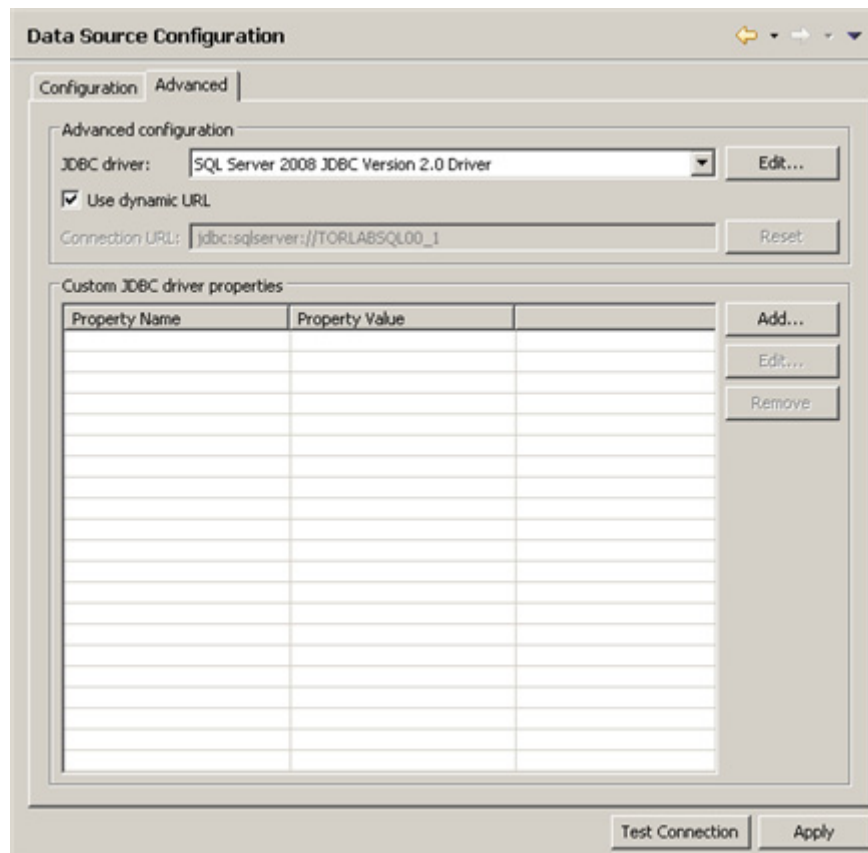 Data Source Configuration
Configuration Advanced
Advanced configuration
JDBC driver: SQL Server 2008 JDBC Version 2.0 Driver Edit...
Use dynamic URL
Connection URL: jdbc:sqlserver://TORLABSQL00_1 Reset
Custom JDBC driver properties
Property Name Property Value Add...
Edit...
Remove
Test Connection Apply